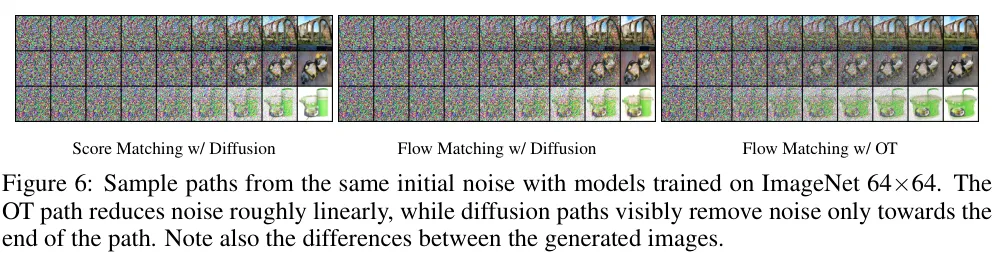 Score Matching w/ Diffusion
Flow Matching w/ Diffusion
Flow Matching w/ OT
Figure 6: Sample paths from the same initial noise with models trained on ImageNet 64×64. The
OT path reduces noise roughly linearly, while diffusion paths visibly remove noise only towards the
end of the path. Note also the differences between the generated images.